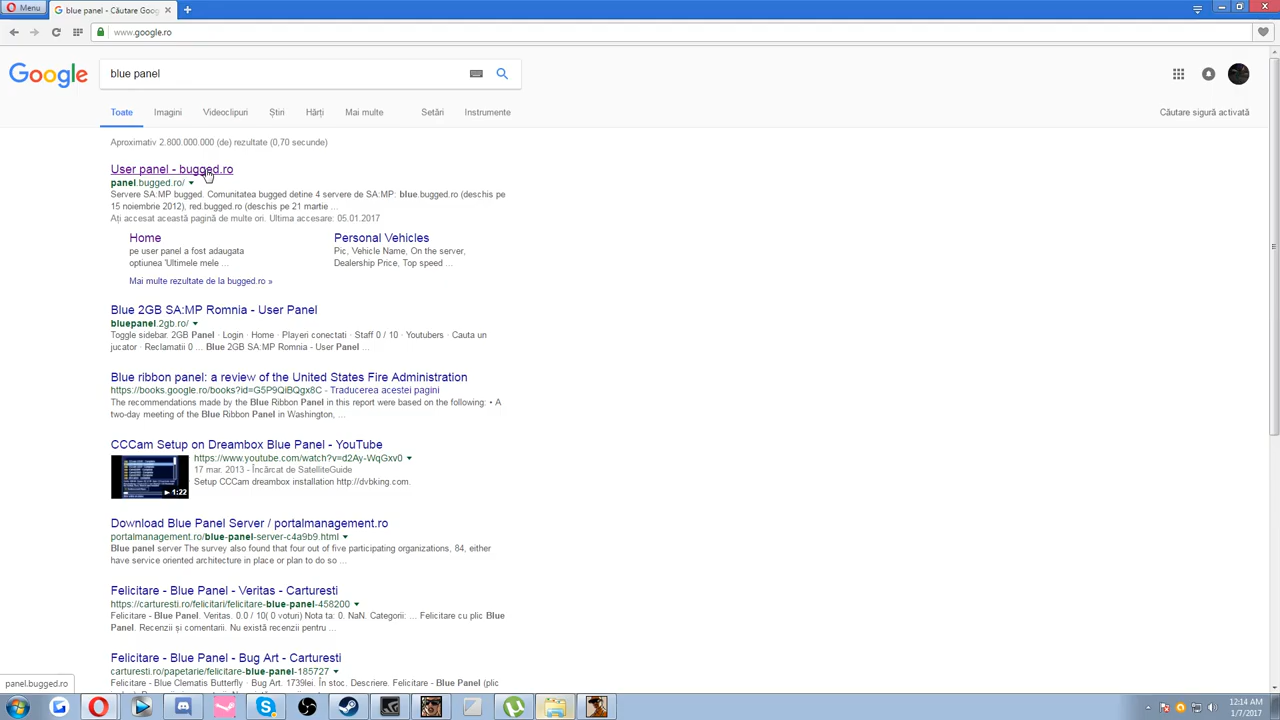 Menu
blue panel - Căutare Goog
www.google.ro
Google
blue panel
Toate
Imagini
Videoclipuri
Știri
Hărți
Mai multe
Setări
Instrumente
Căutare sigură activată
Aproximativ 2.800.000.000 (de) rezultate (0,70 secunde)
User panel - bugged.ro
panel.bugged.ro/
Servere SA:MP bugged. Comunitatea bugged detine 4 servere de SA:MP: blue.bugged.ro (deschis pe
15 noiembrie 2012), red.bugged.ro (deschis pe 21 martie ...
Ați accesat această pagină de multe ori. Ultima accesare: 05.01.2017
Home
pe user panel a fost adaugata
optiunea 'Ultimele mele ...
Personal Vehicles
Pic, Vehicle Name, On the server,
Dealership Price, Top speed ...
Mai multe rezultate de la bugged.ro »
Blue 2GB SA:MP Romnia - User Panel
bluepanel.2gb.ro/
Toggle sidebar. 2GB Panel · Login · Home · Playeri conectati · Staff 0 / 10 · Youtubers · Cauta un
jucator · Reclamatii 0 ... Blue 2GB SA:MP Romnia - User Panel ...
Blue ribbon panel: a review of the United States Fire Administration
https://books.google.ro/books?id=G5P9QiBQgx8C - Traducerea acestei pagini
The recommendations made by the Blue Ribbon Panel in this report were based on the following: • A
two-day meeting of the Blue Ribbon Panel in Washington, ...
CCCam Setup on Dreambox Blue Panel - YouTube
https://www.youtube.com/watch?v=d2Ay-WqGxv0
17 mar. 2013 - Încărcat de SatelliteGuide
Setup CCCam dreambox installation http://dvbking.com.
1:22
Download Blue Panel Server / portalmanagement.ro
portalmanagement.ro/blue-panel-server-c4a9b9.html
Blue panel server The survey also found that four out of five participating organizations, 84, either
have service oriented architecture in place or plan to do so ...
Felicitare - Blue Panel - Veritas - Carturesti
https://carturesti.ro/felicitari/felicitare-blue-panel-458200
Felicitare - Blue Panel - Veritas. 0.0 / 10( 0 voturi) Nota ta: 0. NaN. Categorii: ... Felicitare cu plic Blue
Panel. Recenzii și comentarii. Nu există recenzii pentru ...
Felicitare - Blue Panel - Bug Art - Carturesti
carturesti.ro/papetarie/felicitare-blue-panel-185727
Felicitare - Blue Clematis Butterfly · Bug Art. 1739lei. În stoc. Descriere. Felicitare - Blue Panel (plic
panel.bugged.ro
12:14 AM
1/7/2017